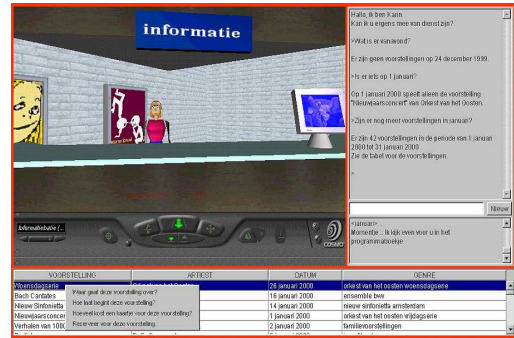 informatie
Hallo, ik ben Karin
Kan ik u ergens mee van dienst zijn?
>Wat is er vanavond?
Er zijn geen voorstellingen op 24 december 1999.
>Is er iets op 1 januari?
Op 1 januari 2000 speelt alleen de voorstelling
"Nieuwjaarsconcert" van Orkest van het Oosten.
>Zijn er nog meer voorstellingen in januari?
Er zijn 42 voorstellingen in de periode van 1 januari
2000 tot 31 januari 2000
Zie de tabel voor de voorstellingen.
>
Nieuw
<januari>...
Momentje... Ik kijk even voor u in het
programmaboekje
Informatiebalie (...
COSMO
VOORSTELLING ARTIEST DATUM GENRE
Woensdagserie 26 januari 2000 orkest van het oosten woensdagserie
Bach Cantates 16 januari 2000 ensemble bww
Nieuw Sinfonietta 14 januari 2000 nieuw sinfonietta amsterdam
Nieuwjaarsconcert 1 januari 2000 orkest van het oosten vrijdagserie
Verhalen van 2 januari 2000 familievoorstellingen
Waar gaat deze voorstelling over?
Hoe laat begint deze voorstelling?
Hoeveel kost een kaartje voor deze voorstelling?
Reserveer voor deze voorstelling.